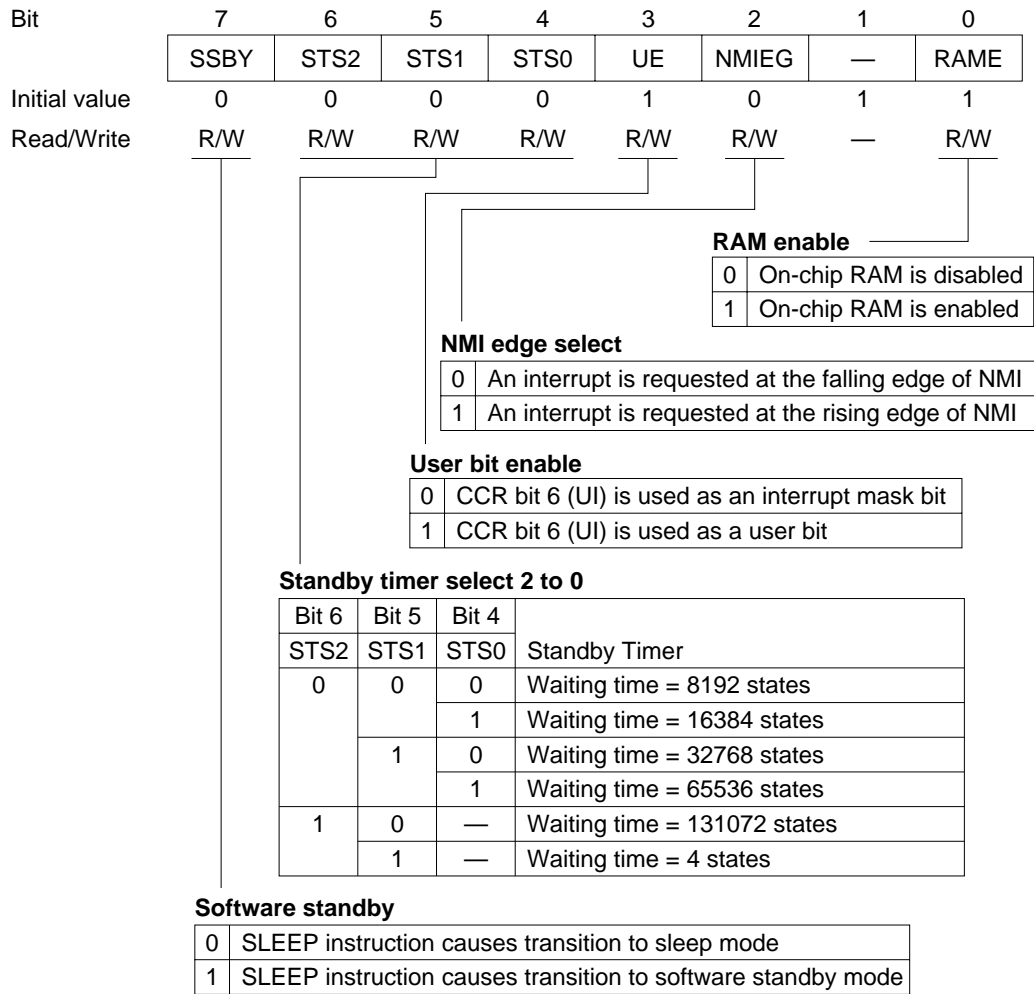 Bit 7 6 5 4 3 2 1 0
SSBY STS2 STS1 STS0 UE NMIEG — RAME
Initial value 0 0 0 0 1 0 1 1
Read/Write R/W R/W R/W R/W R/W R/W — R/W
RAM enable
0 On-chip RAM is disabled
1 On-chip RAM is enabled
NMI edge select
0 An interrupt is requested at the falling edge of NMI
1 An interrupt is requested at the rising edge of NMI
User bit enable
0 CCR bit 6 (UI) is used as an interrupt mask bit
1 CCR bit 6 (UI) is used as a user bit
Standby timer select 2 to 0
Bit 6 Bit 5 Bit 4
STS2 STS1 STS0 Standby Timer
0 0 0 Waiting time = 8192 states
1 Waiting time = 16384 states
1 0 Waiting time = 32768 states
1 Waiting time = 65536 states
1 0 — Waiting time = 131072 states
1 — Waiting time = 4 states
Software standby
0 SLEEP instruction causes transition to sleep mode
1 SLEEP instruction causes transition to software standby mode